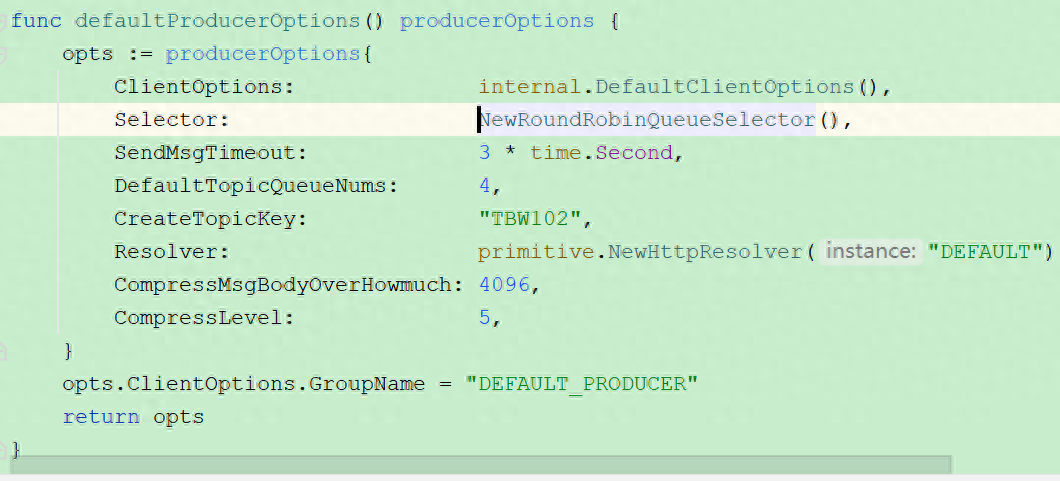 func defaultProducerOptions() producerOptions {
    opts := producerOptions{
        ClientOptions:              internal.DefaultClientOptions(),
        Selector:                   NewRoundRobinQueueSelector(),
        SendMsgTimeout:             3 * time.Second,
        DefaultTopicQueueNums:      4,
        CreateTopicKey:             "TBW102",
        Resolver:                   primitive.NewHttpResolver( instance: "DEFAULT")
        CompressMsgBodyOverHowmuch: 4096,
        CompressLevel:              5,
    }
    opts.ClientOptions.GroupName = "DEFAULT_PRODUCER"
    return opts
}